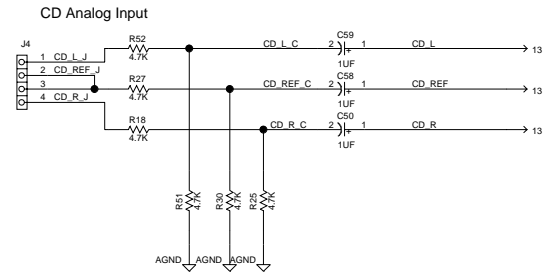 CD Analog Input
J4
R52
4.7K
C59
1 CD_L_J
CD_L_C 2 1 CD_L
1UF
13
2 CD_REF_J
R27
4.7K
C58
3
CD_REF_C 2 1 CD_REF
1UF
13
4 CD_R_J
R18
4.7K
C50
CD_R_C 2 1 CD_R
1UF
13
R51
4.7K
R30
4.7K
R25
4.7K
AGND
AGND
AGND